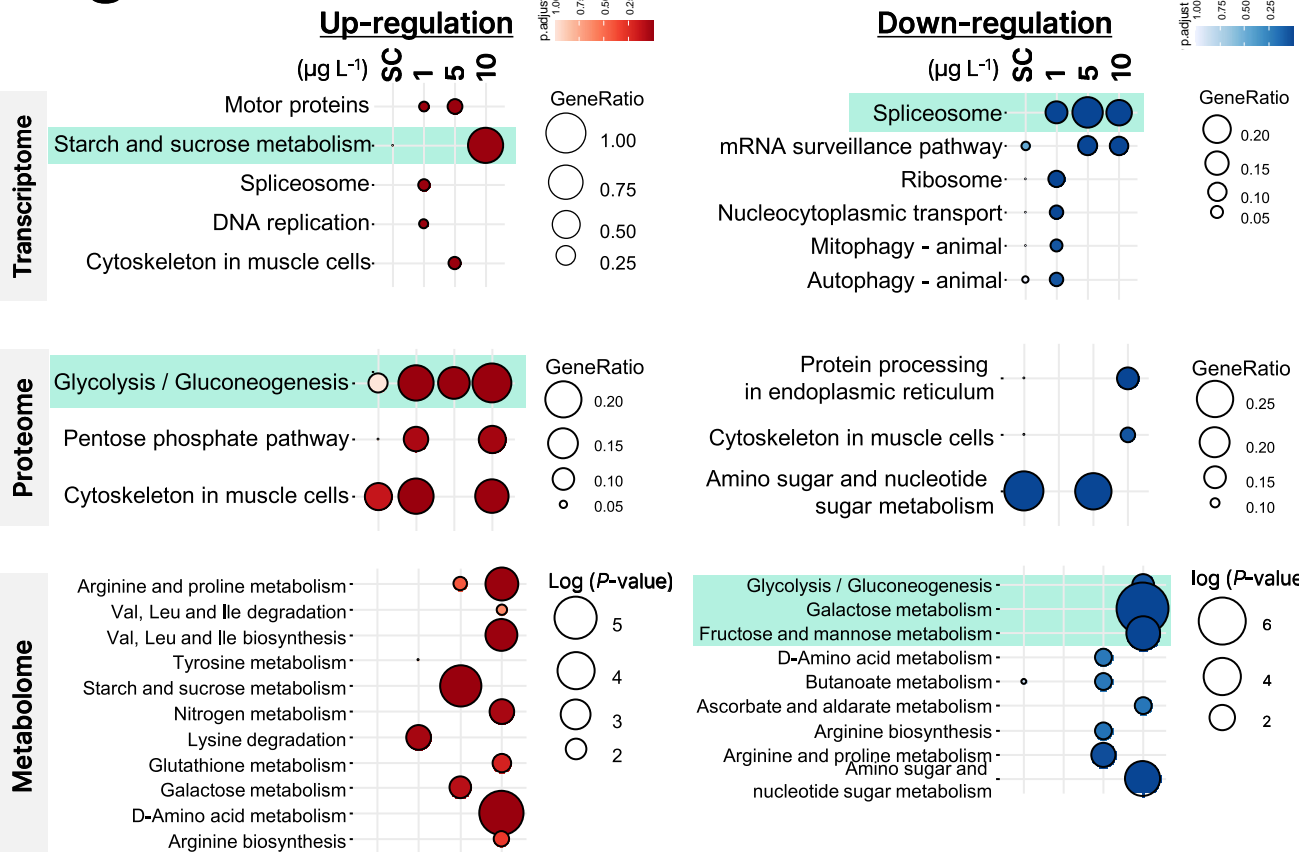 Up-regulation
(µg L⁻¹) SC 1 5 10
p.adjust
0.25
Transcriptome
Motor proteins
Starch and sucrose metabolism
Spliceosome
DNA replication
Cytoskeleton in muscle cells
GeneRatio
1.00
0.75
0.50
0.25
Down-regulation
(µg L⁻¹) SC 1 5 10
p.adjust
1.00
0.75
0.50
0.25
Spliceosome
mRNA surveillance pathway
Ribosome
Nucleocytoplasmic transport
Mitophagy - animal
Autophagy - animal
GeneRatio
0.20
0.15
0.10
0.05
Proteome
Glycolysis / Gluconeogenesis
Pentose phosphate pathway
Cytoskeleton in muscle cells
GeneRatio
0.20
0.15
0.10
0.05
Protein processing
in endoplasmic reticulum
Cytoskeleton in muscle cells
Amino sugar and nucleotide
sugar metabolism
GeneRatio
0.25
0.20
0.15
0.10
Metabolome
Arginine and proline metabolism
Val, Leu and Ile degradation
Val, Leu and Ile biosynthesis
Tyrosine metabolism
Starch and sucrose metabolism
Nitrogen metabolism
Lysine degradation
Glutathione metabolism
Galactose metabolism
D-Amino acid metabolism
Arginine biosynthesis
Log (P-value)
5
4
3
2
Glycolysis / Gluconeogenesis
Galactose metabolism
Fructose and mannose metabolism
D-Amino acid metabolism
Butanoate metabolism
Ascorbate and aldarate metabolism
Arginine biosynthesis
Arginine and proline metabolism
Amino sugar and
nucleotide sugar metabolism
log (P-value
6
4
2